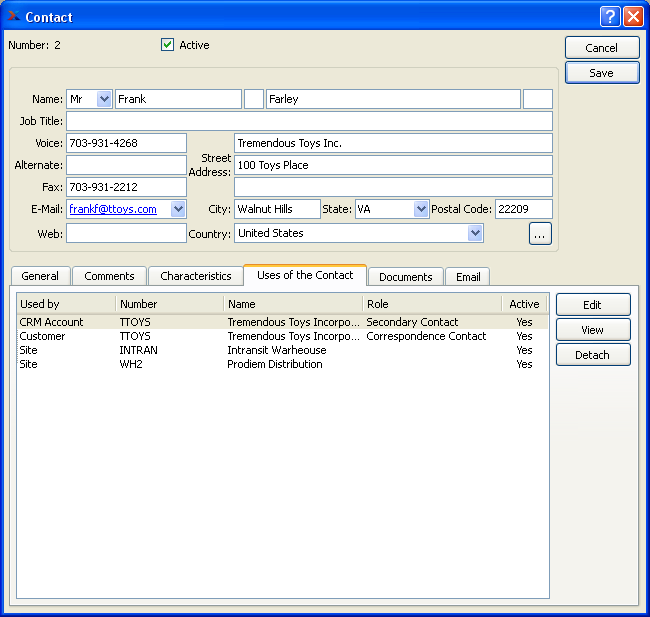 Contact
Number: 2
Active
Cancel
Save
Name: Mr Frank Farley
Job Title:
Voice: 703-931-4268
Alternate:
Fax: 703-931-2212
E-Mail: frankf@ttoys.com
Web:
Street Address:
Tremendous Toys Inc.
100 Toys Place
City: Walnut Hills State: VA Postal Code: 22209
Country: United States
...
General Comments Characteristics Uses of the Contact Documents Email
Used by Number Name Role Active
CRM Account TTOYS Tremendous Toys Incorpo... Secondary Contact Yes
Customer TTOYS Tremendous Toys Incorpo... Correspondence Contact Yes
Site INTRAN Intransit Warheouse Yes
Site WH2 Prodiem Distribution Yes
Edit
View
Detach